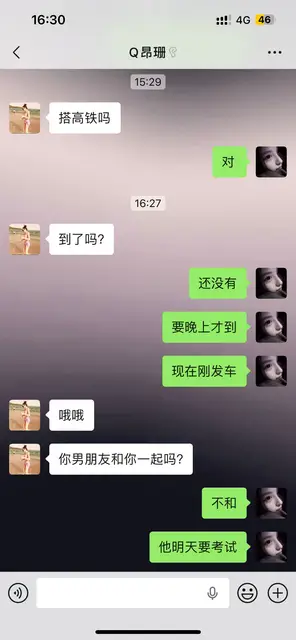 16:30
4G
46
Q昂珊
15:29
搭高铁吗
对
16:27
到了吗?
还没有
要晚上才到
现在刚发车
哦哦
你男朋友和你一起吗?
不和
他明天要考试